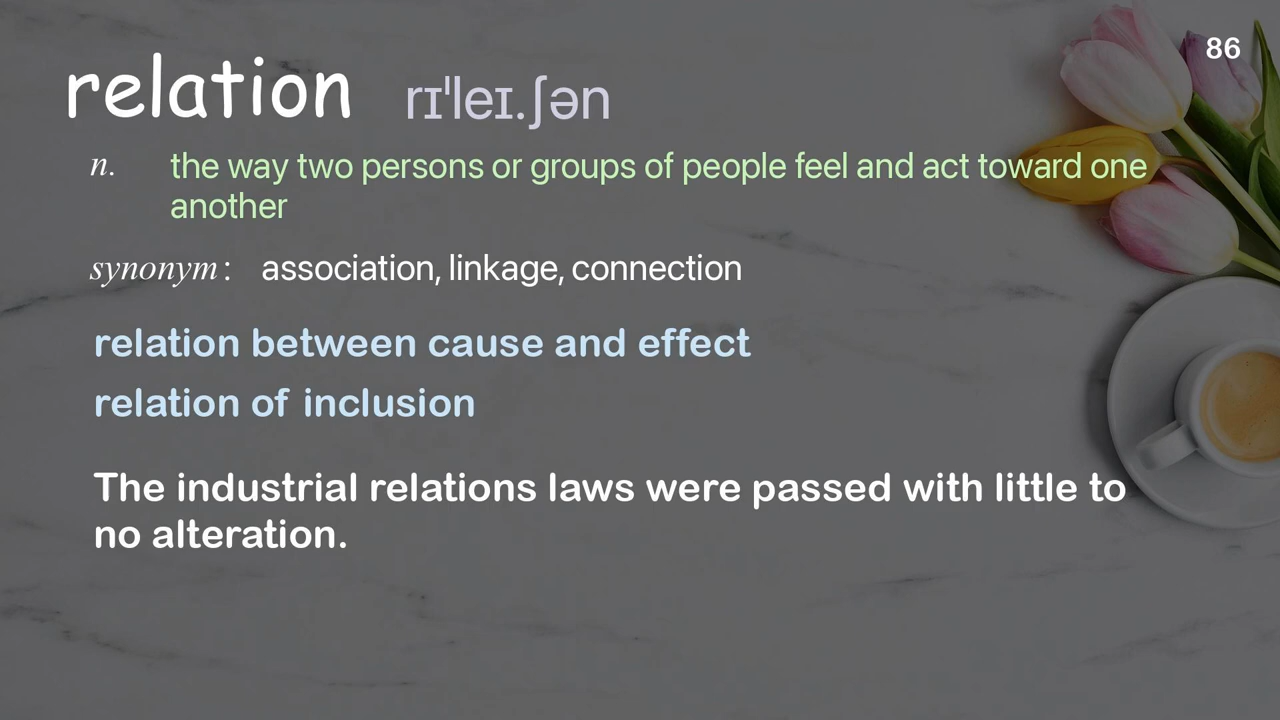 86
relation rɪˈleɪ.ʃən
n. the way two persons or groups of people feel and act toward one
another
synonym: association, linkage, connection
relation between cause and effect
relation of inclusion
The industrial relations laws were passed with little to
no alteration.